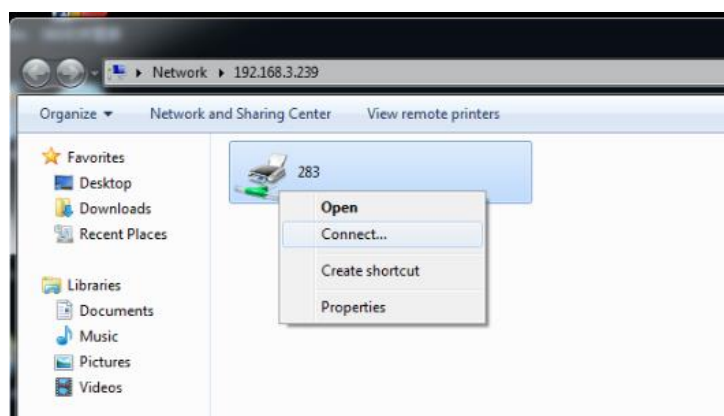 Network ▸ 192.168.3.239
Organize ▾ Network and Sharing Center View remote printers
Favorites
Desktop
Downloads
Recent Places
Libraries
Documents
Music
Pictures
Videos
283
Open
Connect...
Create shortcut
Properties